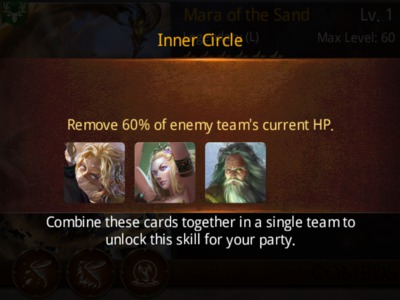 Mara of the Sand Lv. 1
Inner Circle
(L) Max Level: 60
Remove 60% of enemy team's current HP.
Combine these cards together in a single team to
unlock this skill for your party.